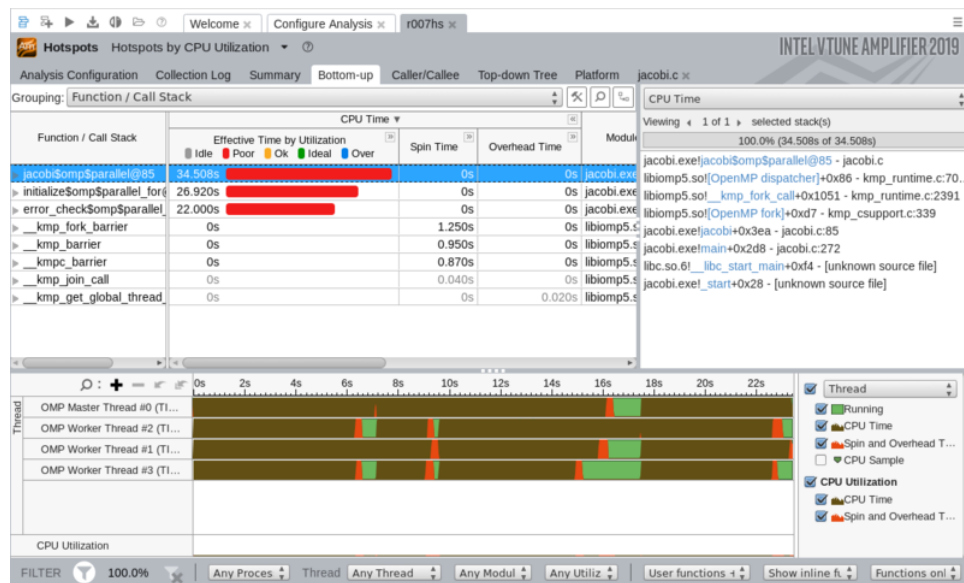 Welcome × Configure Analysis × r007hs ×
Hotspots Hotspots by CPU Utilization INTEL VTUNE AMPLIFIER 2019
Analysis Configuration Collection Log Summary Bottom-up Caller/Callee Top-down Tree Platform jacobi.c ×
Grouping: Function / Call Stack
CPU Time
CPU Time
Viewing 1 of 1 selected stack(s)
Function / Call Stack
Effective Time by Utilization
Idle Poor Ok Ideal Over
Spin Time
Overhead Time
Module
100.0% (34.508s of 34.508s)
jacobi$omp$parallel@85 34.508s 0s 0s jacobi.exe
initialize$omp$parallel_for 26.920s 0s 0s jacobi.exe
error_check$omp$parallel_ 22.000s 0s 0s jacobi.exe
__kmp_fork_barrier 0s 1.250s 0s libiomp5.s
__kmp_barrier 0s 0.950s 0s libiomp5.s
__kmpc_barrier 0s 0.870s 0s libiomp5.s
__kmp_join_call 0s 0.040s 0s libiomp5.s
__kmp_get_global_thread_ 0s 0s 0.020s libiomp5.s
jacobi.exe!jacobi$omp$parallel@85 - jacobi.c
libiomp5.so![OpenMP dispatcher]+0x86 - kmp_runtime.c:70..
libiomp5.so!__kmp_fork_call+0x1051 - kmp_runtime.c:2391
libiomp5.so![OpenMP fork]+0xd7 - kmp_csupport.c:339
jacobi.exe!jacobi+0x3ea - jacobi.c:85
jacobi.exe!main+0x2d8 - jacobi.c:272
libc.so.6!__libc_start_main+0xf4 - [unknown source file]
jacobi.exe!_start+0x28 - [unknown source file]
0s 2s 4s 6s 8s 10s 12s 14s 16s 18s 20s 22s
Thread
OMP Master Thread #0 (TI...
OMP Worker Thread #2 (TI...
OMP Worker Thread #1 (TI...
OMP Worker Thread #3 (TI...
CPU Utilization
Thread
Running
CPU Time
Spin and Overhead T...
CPU Sample
CPU Utilization
CPU Time
Spin and Overhead T...
FILTER 100.0% Any Proces Thread Any Thread Any Modul Any Utiliz User functions + Show inline fu Functions onl